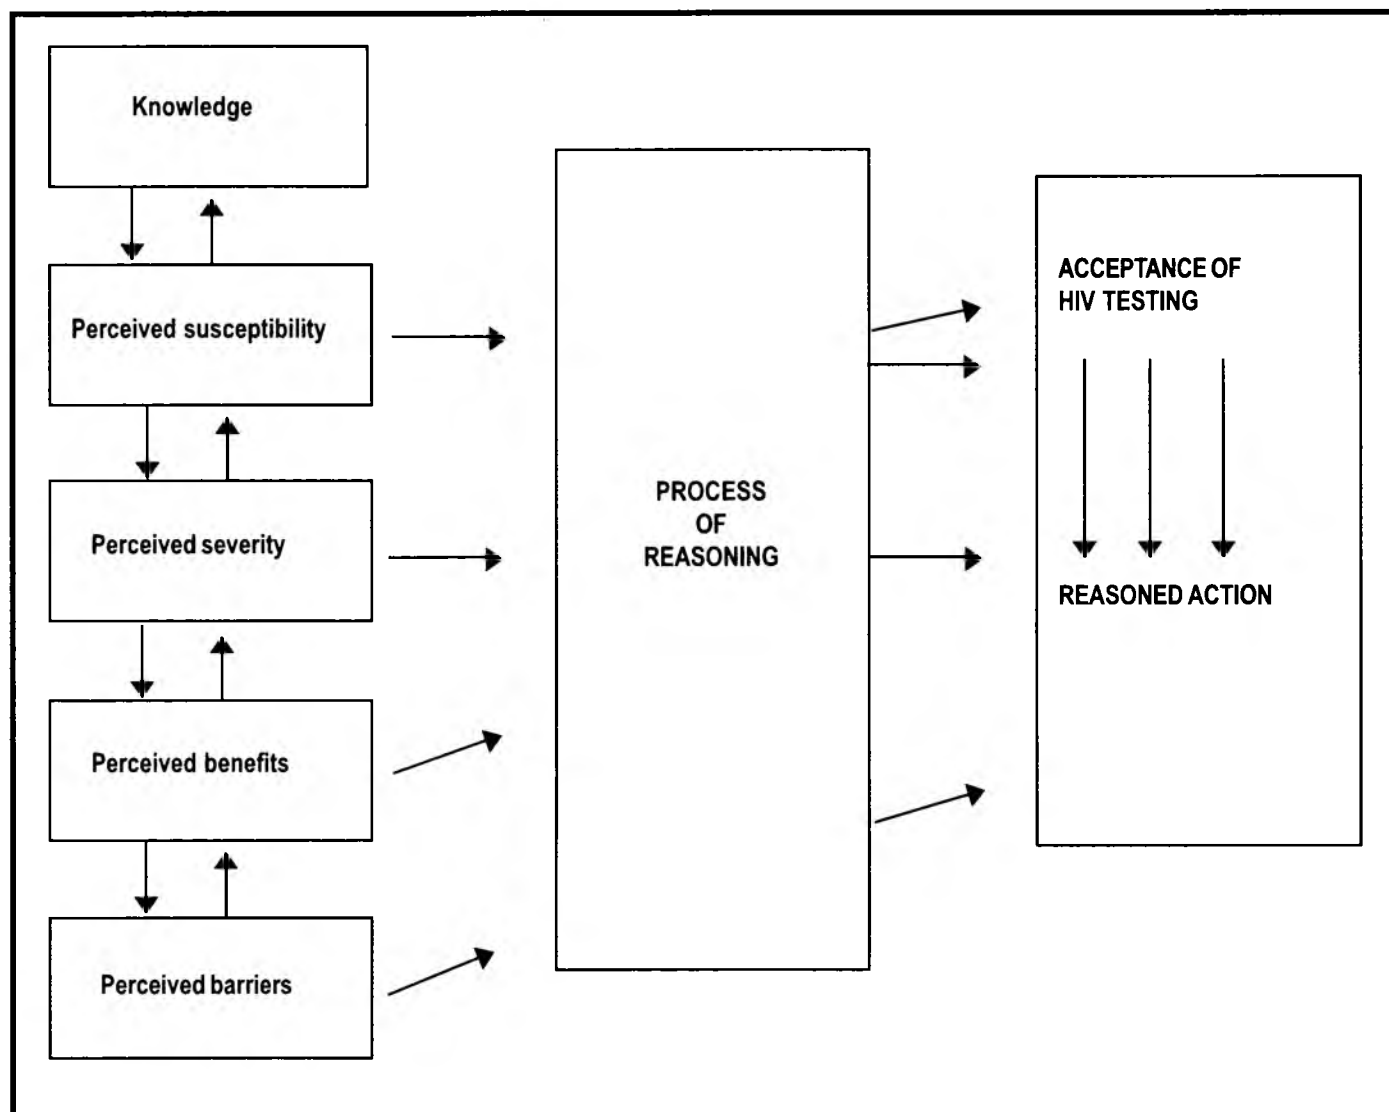 Knowledge
Perceived susceptibility
Perceived severity
Perceived benefits
Perceived barriers
PROCESS
OF
REASONING
ACCEPTANCE OF
HIV TESTING
REASONED ACTION